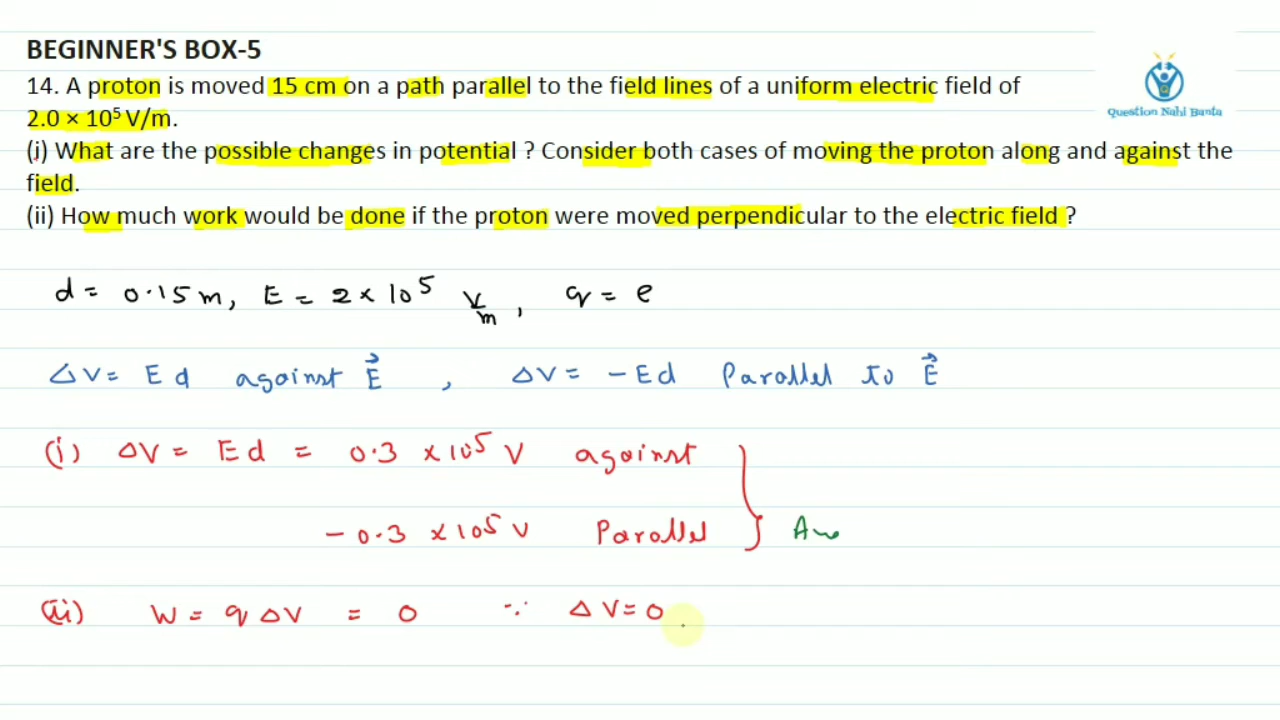 BEGINNER'S BOX-5
14. A proton is moved 15 cm on a path parallel to the field lines of a uniform electric field of
2.0 × 10⁵ V/m.
Question Nahi Banta
(i) What are the possible changes in potential ? Consider both cases of moving the proton along and against the
field.
(ii) How much work would be done if the proton were moved perpendicular to the electric field ?
d = 0.15 m, E = 2 × 10⁵ V/m, q = e
ΔV = Ed against E⃗ , ΔV = −Ed Parallel to E⃗
(i) ΔV = Ed = 0.3 × 10⁵ V against
− 0.3 × 10⁵ V Parallel } Ans
(ii) W = q ΔV = 0 ∵ ΔV = 0